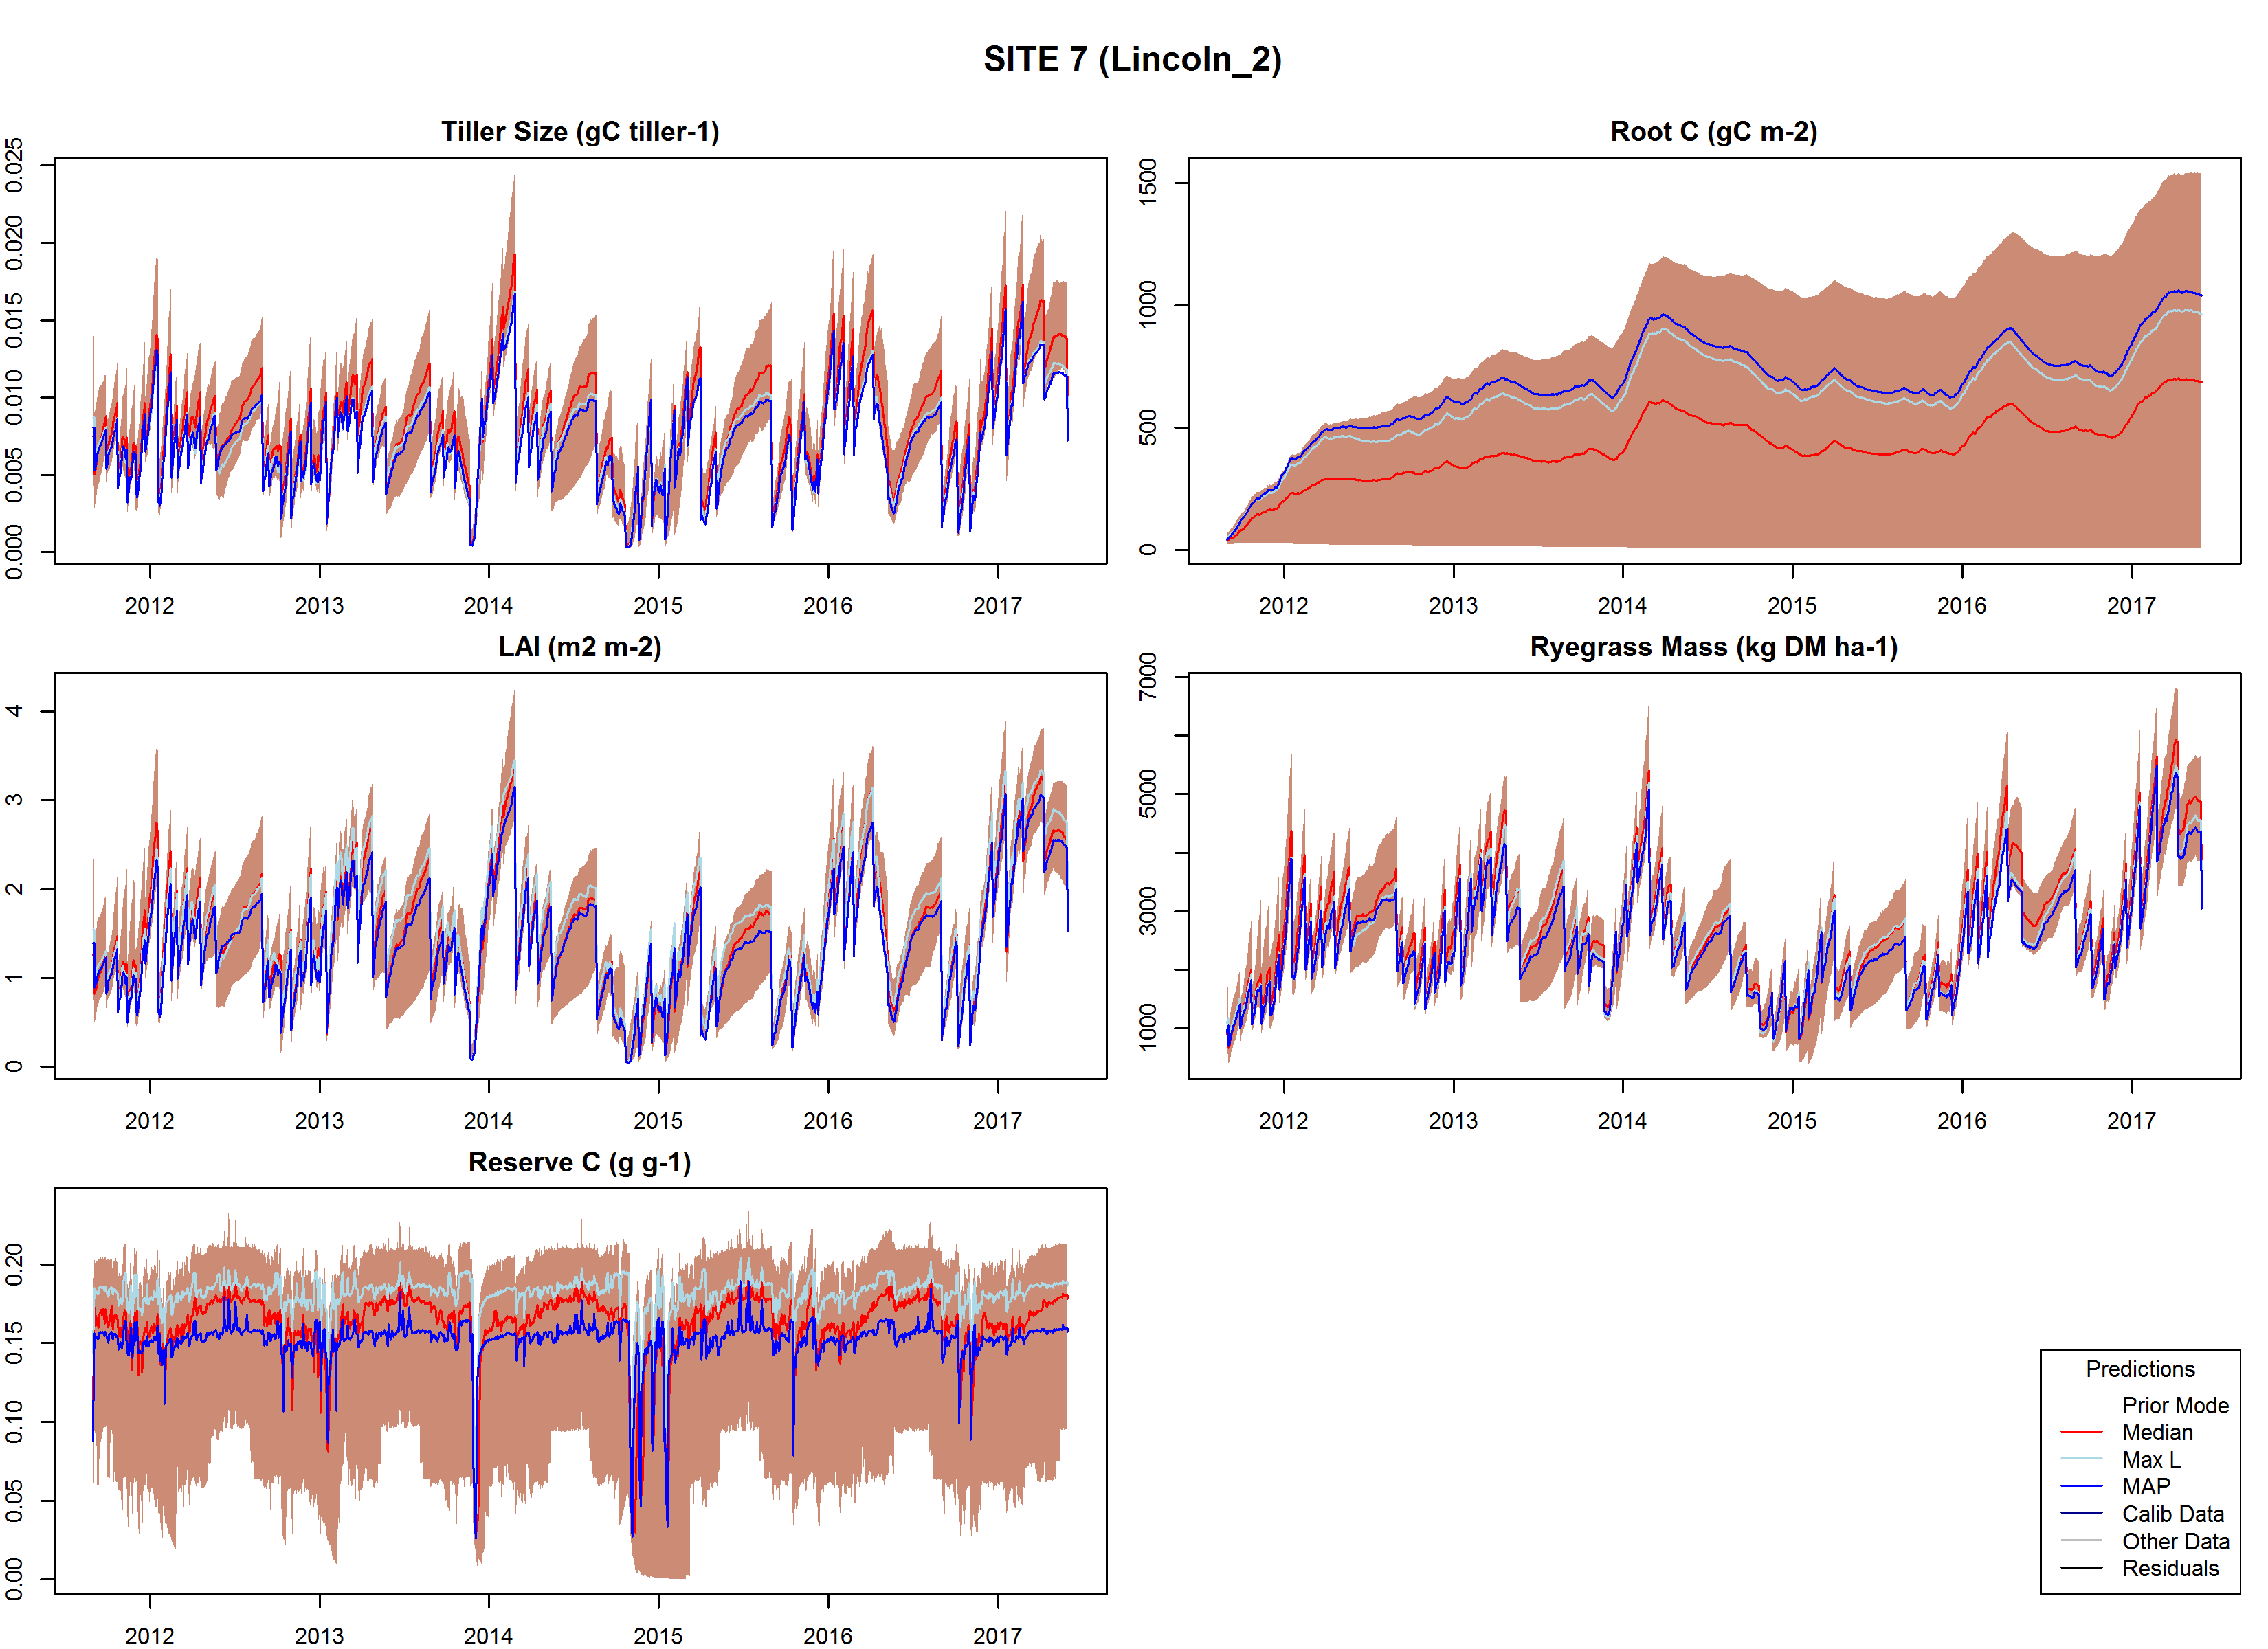 SITE 7 (Lincoln_2)
Tiller Size (gC tiller-1)
0.025
0.020
0.015
0.010
0.005
0.000
2012 2013 2014 2015 2016 2017
Root C (gC m-2)
1500
1000
500
0
2012 2013 2014 2015 2016 2017
LAI (m2 m-2)
4
3
2
1
0
2012 2013 2014 2015 2016 2017
Ryegrass Mass (kg DM ha-1)
7000
5000
3000
1000
2012 2013 2014 2015 2016 2017
Reserve C (g g-1)
0.20
0.15
0.10
0.05
0.00
2012 2013 2014 2015 2016 2017
Predictions
Prior Mode
Median
Max L
MAP
Calib Data
Other Data
Residuals